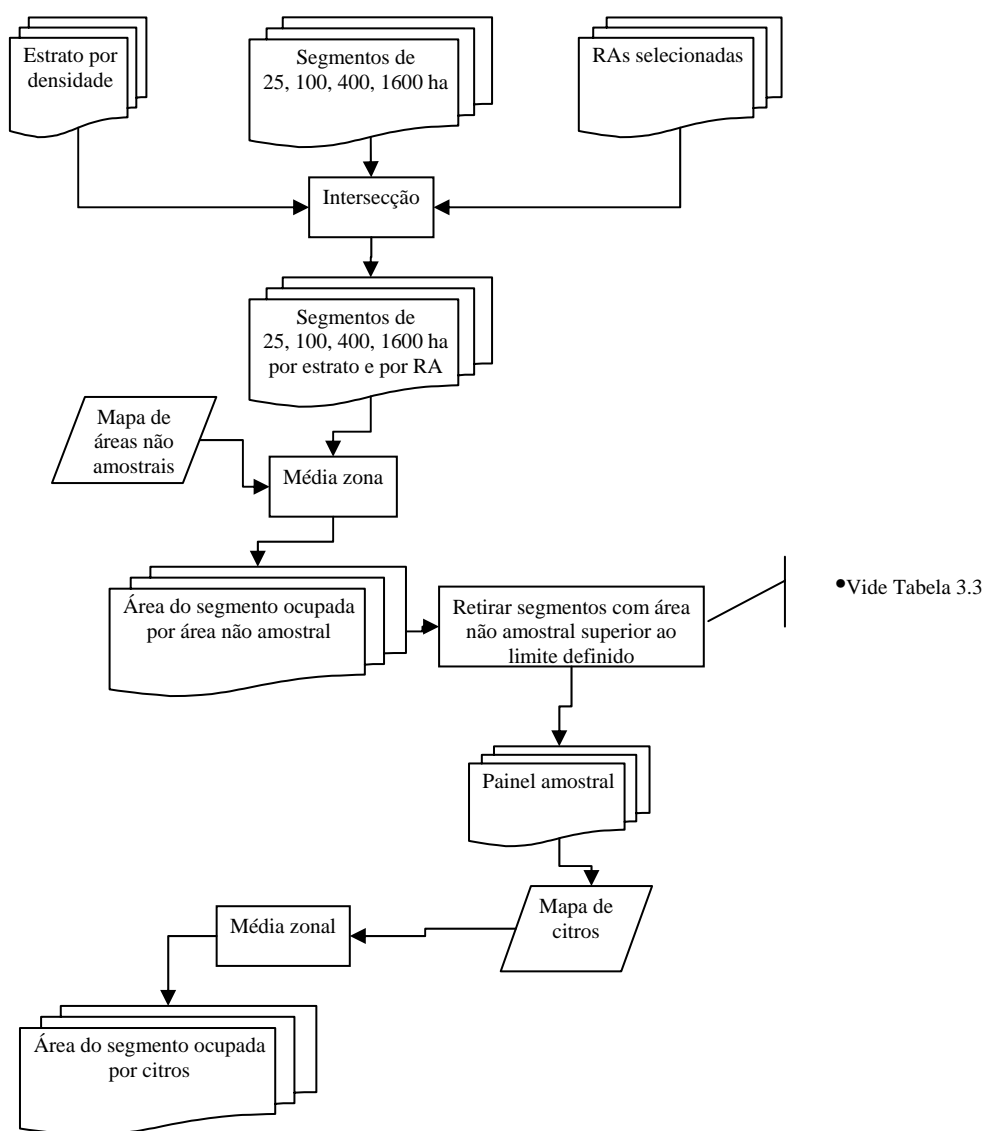 Estrato por
densidade
Segmentos de
25, 100, 400, 1600 ha
RAs selecionadas
Intersecção
Segmentos de
25, 100, 400, 1600 ha
por estrato e por RA
Mapa de
áreas não
amostrais
Média zona
Área do segmento ocupada
por área não amostral
Retirar segmentos com área
não amostral superior ao
limite definido
•Vide Tabela 3.3
Painel amostral
Mapa de
citros
Média zonal
Área do segmento ocupada
por citros